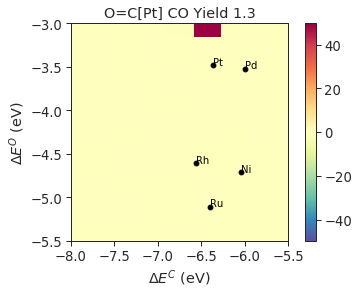 O=C[Pt] CO Yield 1.3
−3.0
−3.5
−4.0
−4.5
−5.0
−5.5
ΔE^O (eV)
Pt
Pd
Rh
Ni
Ru
−8.0 −7.5 −7.0 −6.5 −6.0 −5.5
ΔE^C (eV)
40
20
0
−20
−40